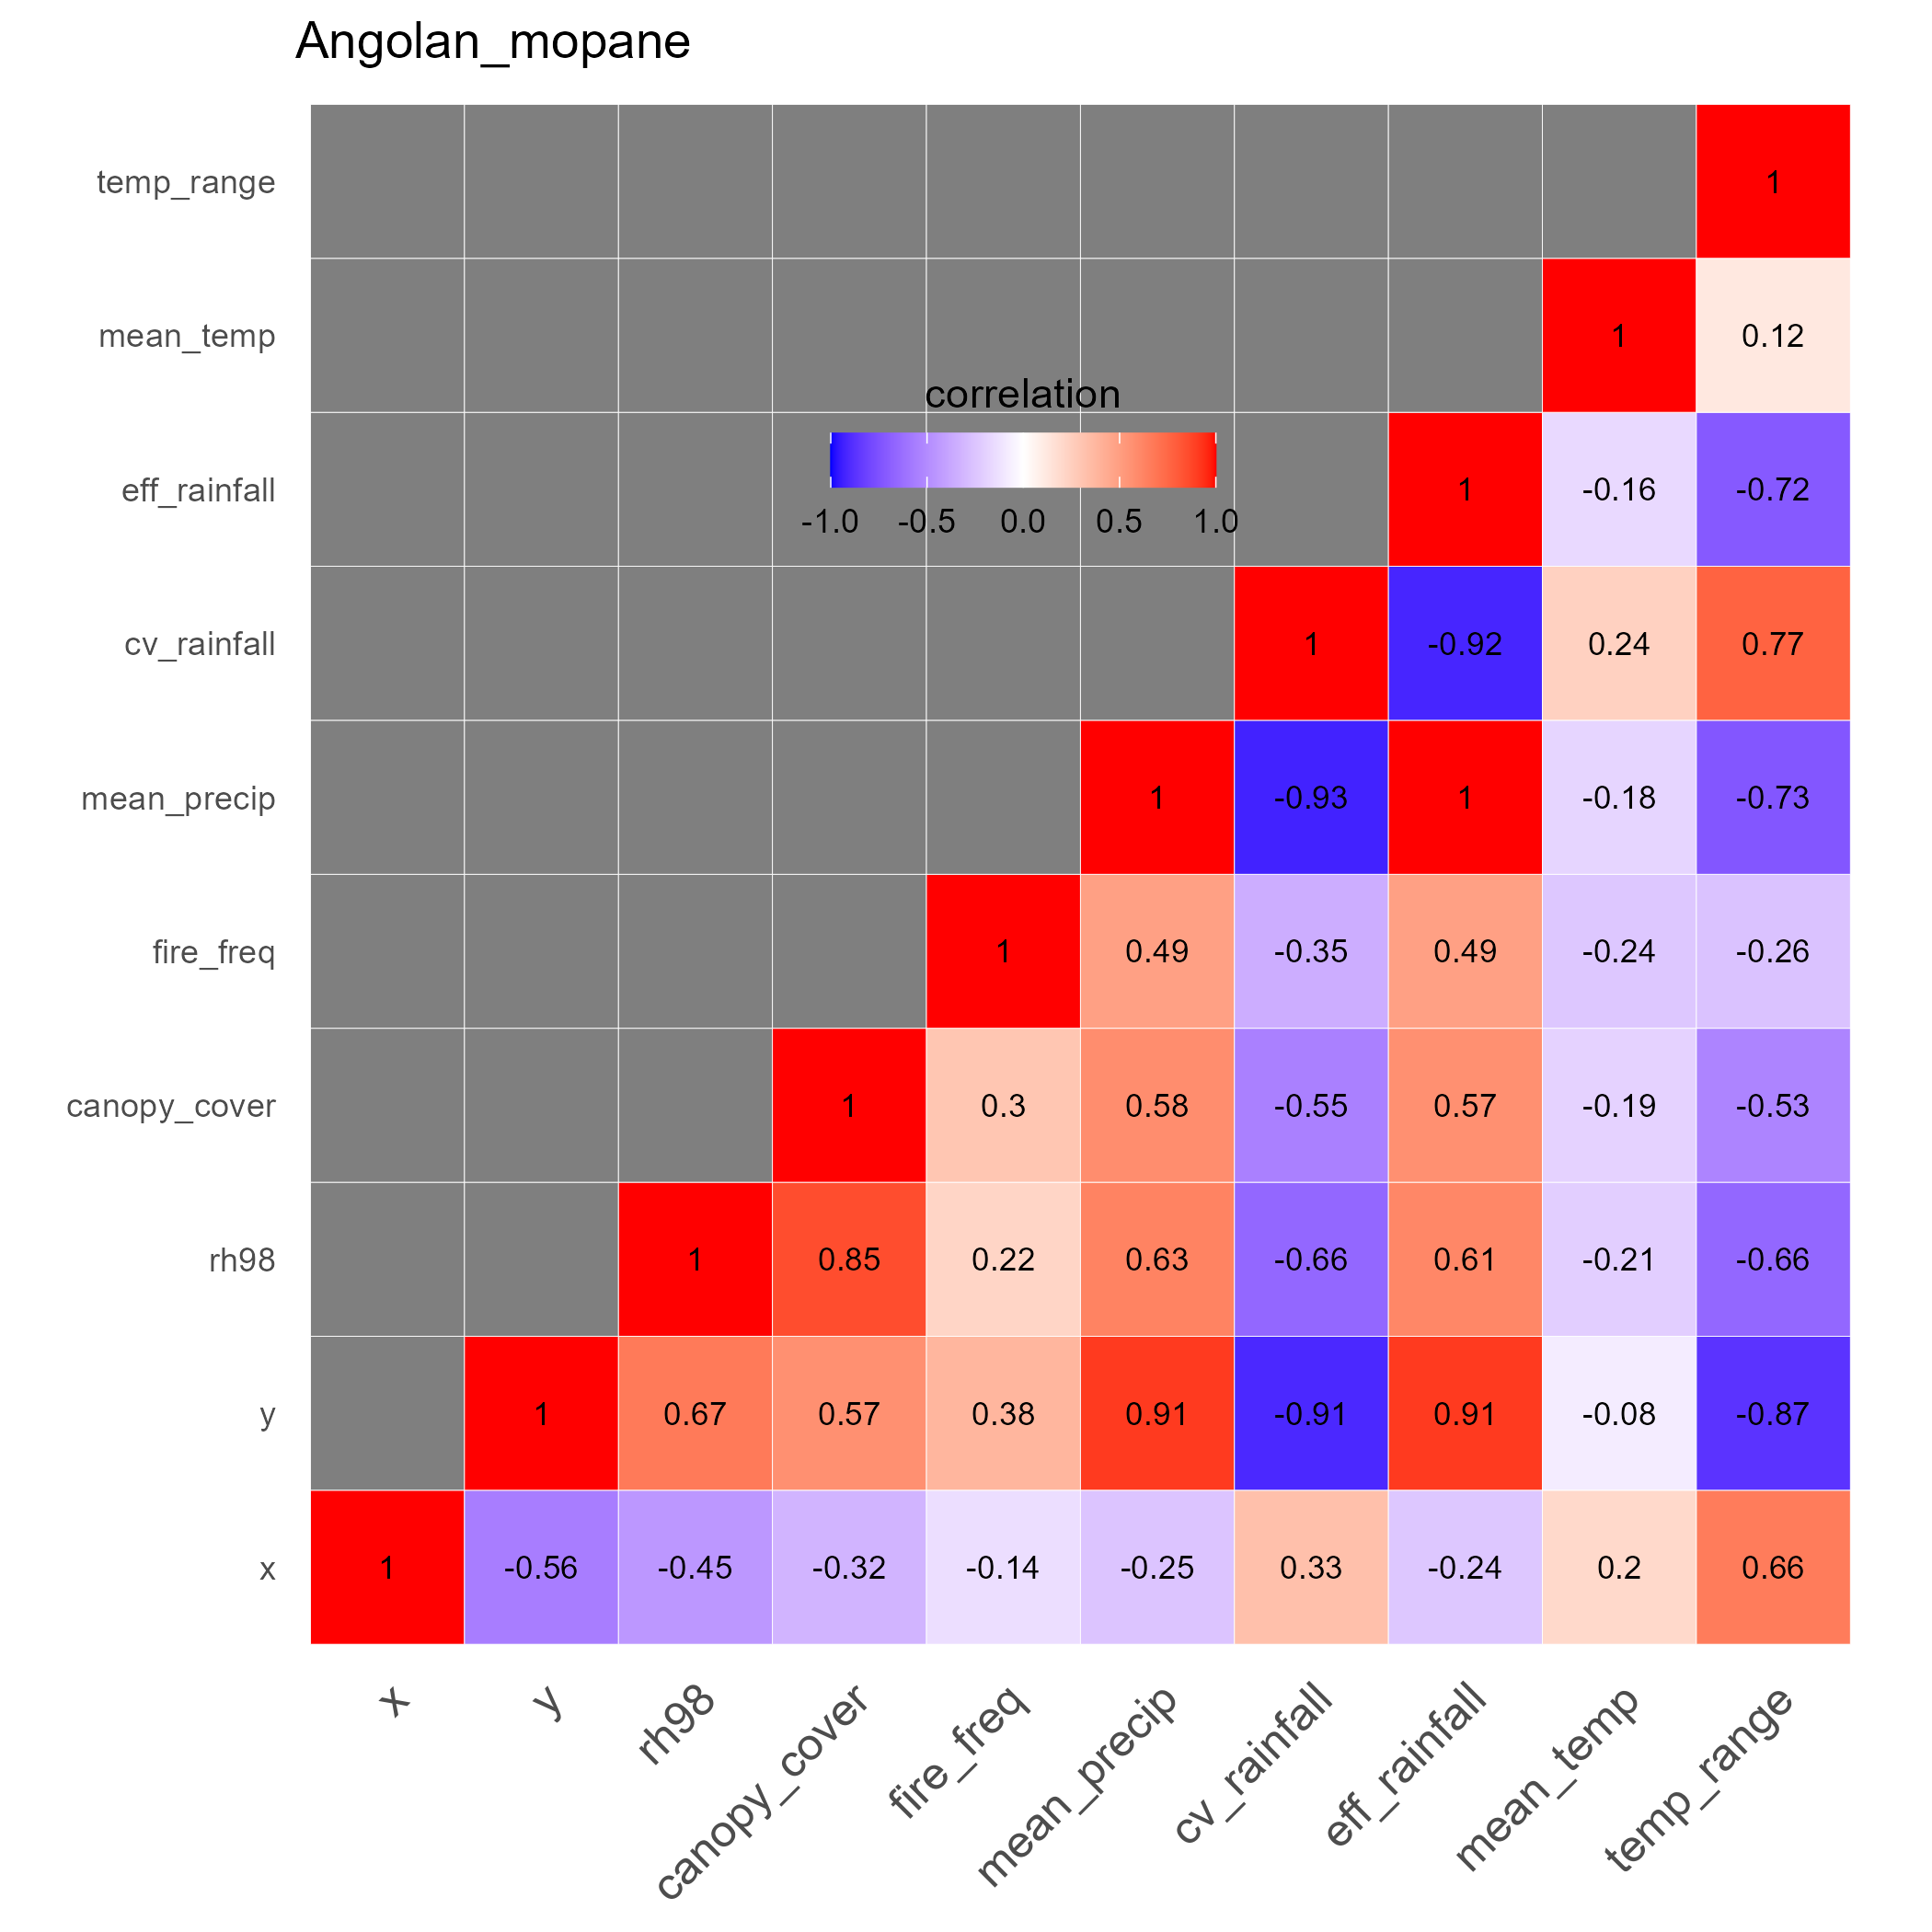 Angolan_mopane
temp_range 1
mean_temp 1 0.12
correlation
-1.0 -0.5 0.0 0.5 1.0
eff_rainfall 1 -0.16 -0.72
cv_rainfall 1 -0.92 0.24 0.77
mean_precip 1 -0.93 1 -0.18 -0.73
fire_freq 1 0.49 -0.35 0.49 -0.24 -0.26
canopy_cover 1 0.3 0.58 -0.55 0.57 -0.19 -0.53
rh98 1 0.85 0.22 0.63 -0.66 0.61 -0.21 -0.66
y 1 0.67 0.57 0.38 0.91 -0.91 0.91 -0.08 -0.87
x 1 -0.56 -0.45 -0.32 -0.14 -0.25 0.33 -0.24 0.2 0.66
x y rh98 canopy_cover fire_freq mean_precip cv_rainfall eff_rainfall mean_temp temp_range